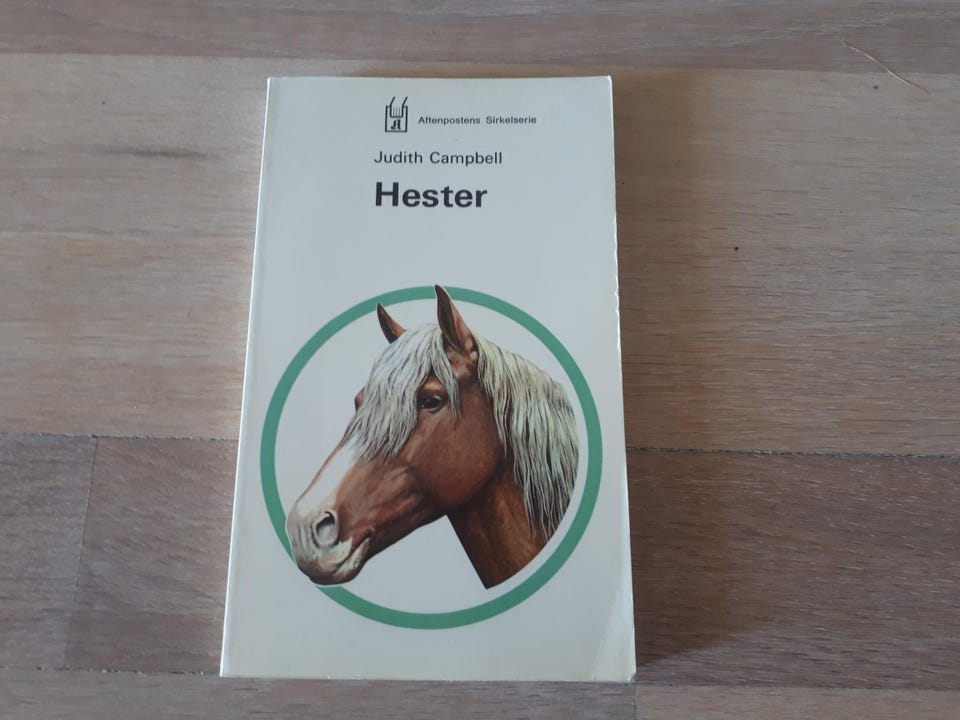 A
Aftenpostens Sirkelserie
Judith Campbell
Hester